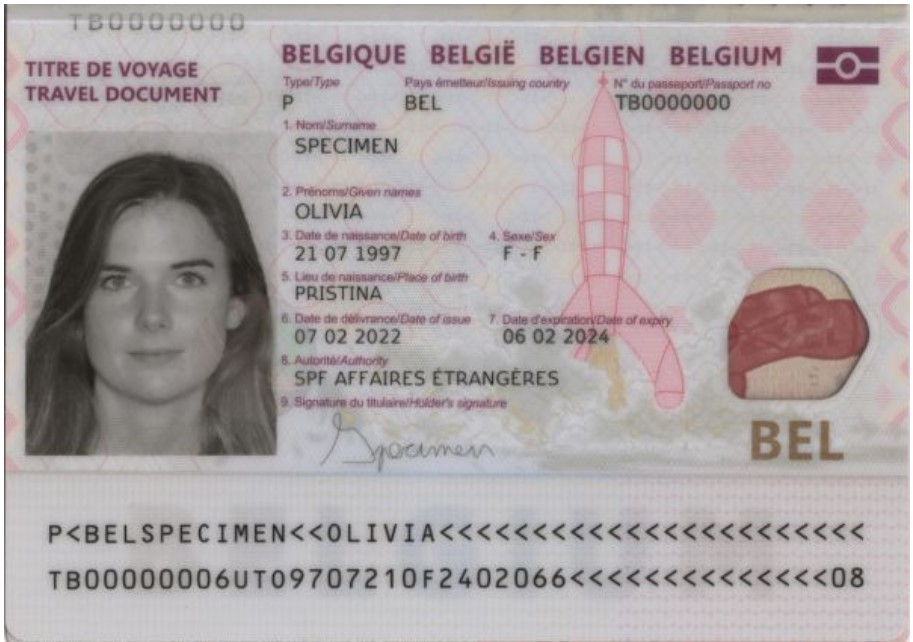 TB0000000
TITRE DE VOYAGE
TRAVEL DOCUMENT
BELGIQUE BELGIË BELGIEN BELGIUM
Type/Type Pays émetteur/Issuing country N° du passeport/Passport no
P BEL TB0000000
1. Nom/Surname
SPECIMEN
2. Prénoms/Given names
OLIVIA
3. Date de naissance/Date of birth 4. Sexe/Sex
21 07 1997 F - F
5. Lieu de naissance/Place of birth
PRISTINA
6. Date de délivrance/Date of issue 7. Date d'expiration/Date of expiry
07 02 2022 06 02 2024
8. Autorité/Authority
SPF AFFAIRES ÉTRANGÈRES
9. Signature du titulaire/Holder's signature
Specimen
BEL
P<BELSPECIMEN<<OLIVIA<<<<<<<<<<<<<<<<<<<<<<<
TB00000006UTO9707210F2402066<<<<<<<<<<<<<<08